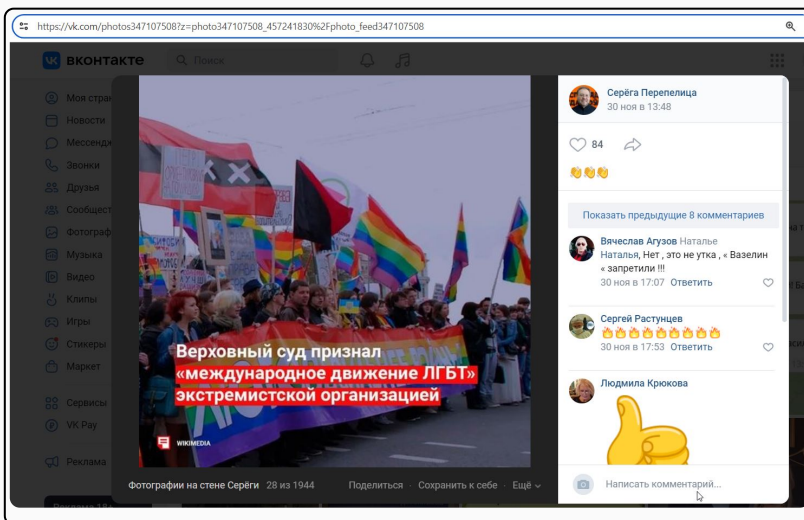 https://vk.com/photos347107508?z=photo347107508_457241830%2Fphoto_feed347107508
ВКОНТАКТЕ
Поиск
Моя стран
Новости
Мессендж
Звонки
Друзья
Сообщест
Фотограф
Музыка
Видео
Клипы
Игры
Стикеры
Маркет
Сервисы
VK Pay
Реклама
Верховный суд признал
«международное движение ЛГБТ»
экстремистской организацией
WIKIMEDIA
Фотографии на стене Серёги 28 из 1944
Поделиться · Сохранить к себе · Ещё
Серёга Перепелица
30 ноя в 13:48
84
Показать предыдущие 8 комментариев
Вячеслав Агузов Наталье
Наталья, Нет , это не утка , « Вазелин
« запретили !!!
30 ноя в 17:07 Ответить
Сергей Растунцев
30 ноя в 17:53 Ответить
Людмила Крюкова
Написать комментарий...